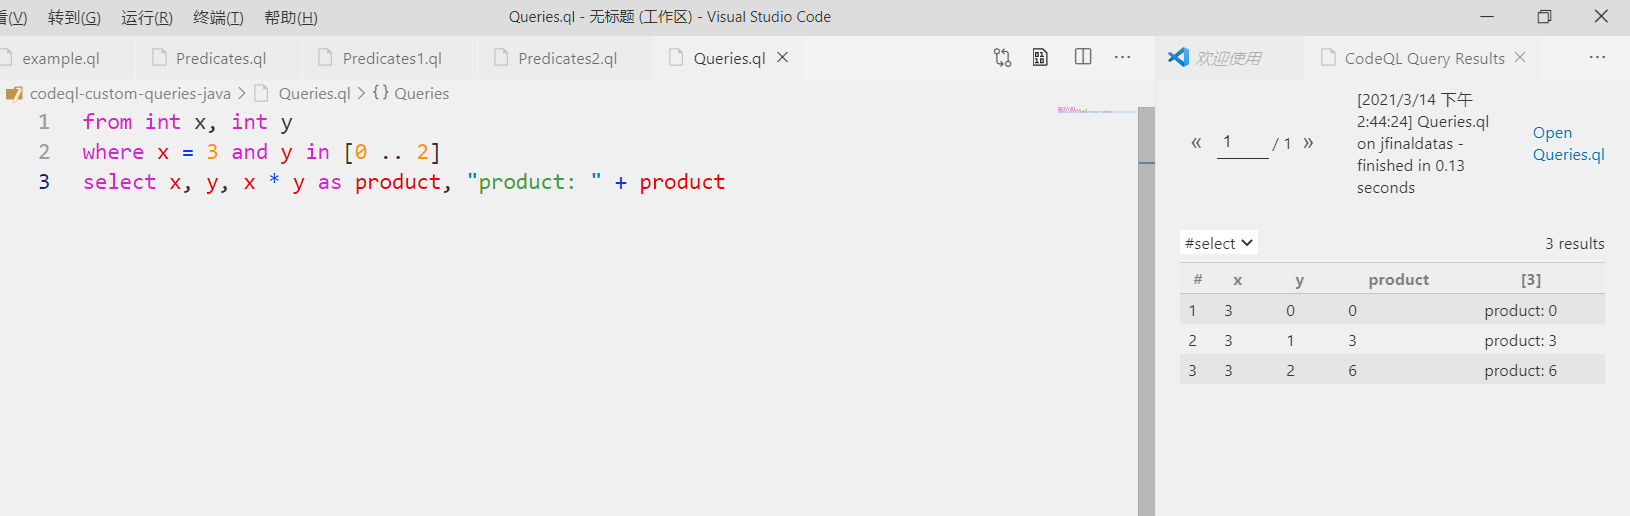 看(V) 转到(G) 运行(R) 终端(T) 帮助(H) Queries.ql - 无标题 (工作区) - Visual Studio Code
example.ql Predicates.ql Predicates1.ql Predicates2.ql Queries.ql
codeql-custom-queries-java > Queries.ql > {} Queries
1 from int x, int y
2 where x = 3 and y in [0 .. 2]
3 select x, y, x * y as product, "product: " + product
欢迎使用 CodeQL Query Results
« 1 / 1 »
[2021/3/14 下午
2:44:24] Queries.ql
on jfinaldatas -
finished in 0.13
seconds
Open
Queries.ql
#select 3 results
# x y product [3]
1 3 0 0 product: 0
2 3 1 3 product: 3
3 3 2 6 product: 6